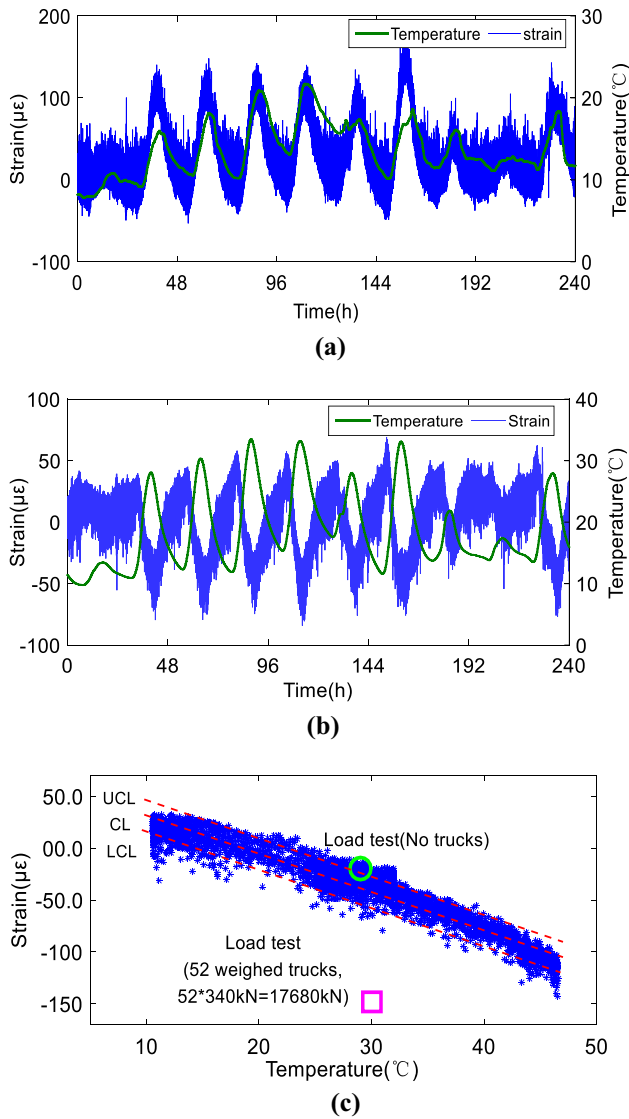 200
100
0
-100
Strain(με)
Temperature
strain
30
20
10
0
Temperature(℃)
0
48
96
144
192
240
Time(h)
(a)
100
50
0
-50
-100
Strain(με)
Temperature
Strain
40
30
20
10
0
Temperature(℃)
0
48
96
144
192
240
Time(h)
(b)
50.0
00.0
-50.0
-100
-150
Strain(με)
UCL
CL
LCL
Load test(No trucks)
Load test
(52 weighed trucks,
52*340kN=17680kN)
10
20
30
40
50
Temperature(℃)
(c)